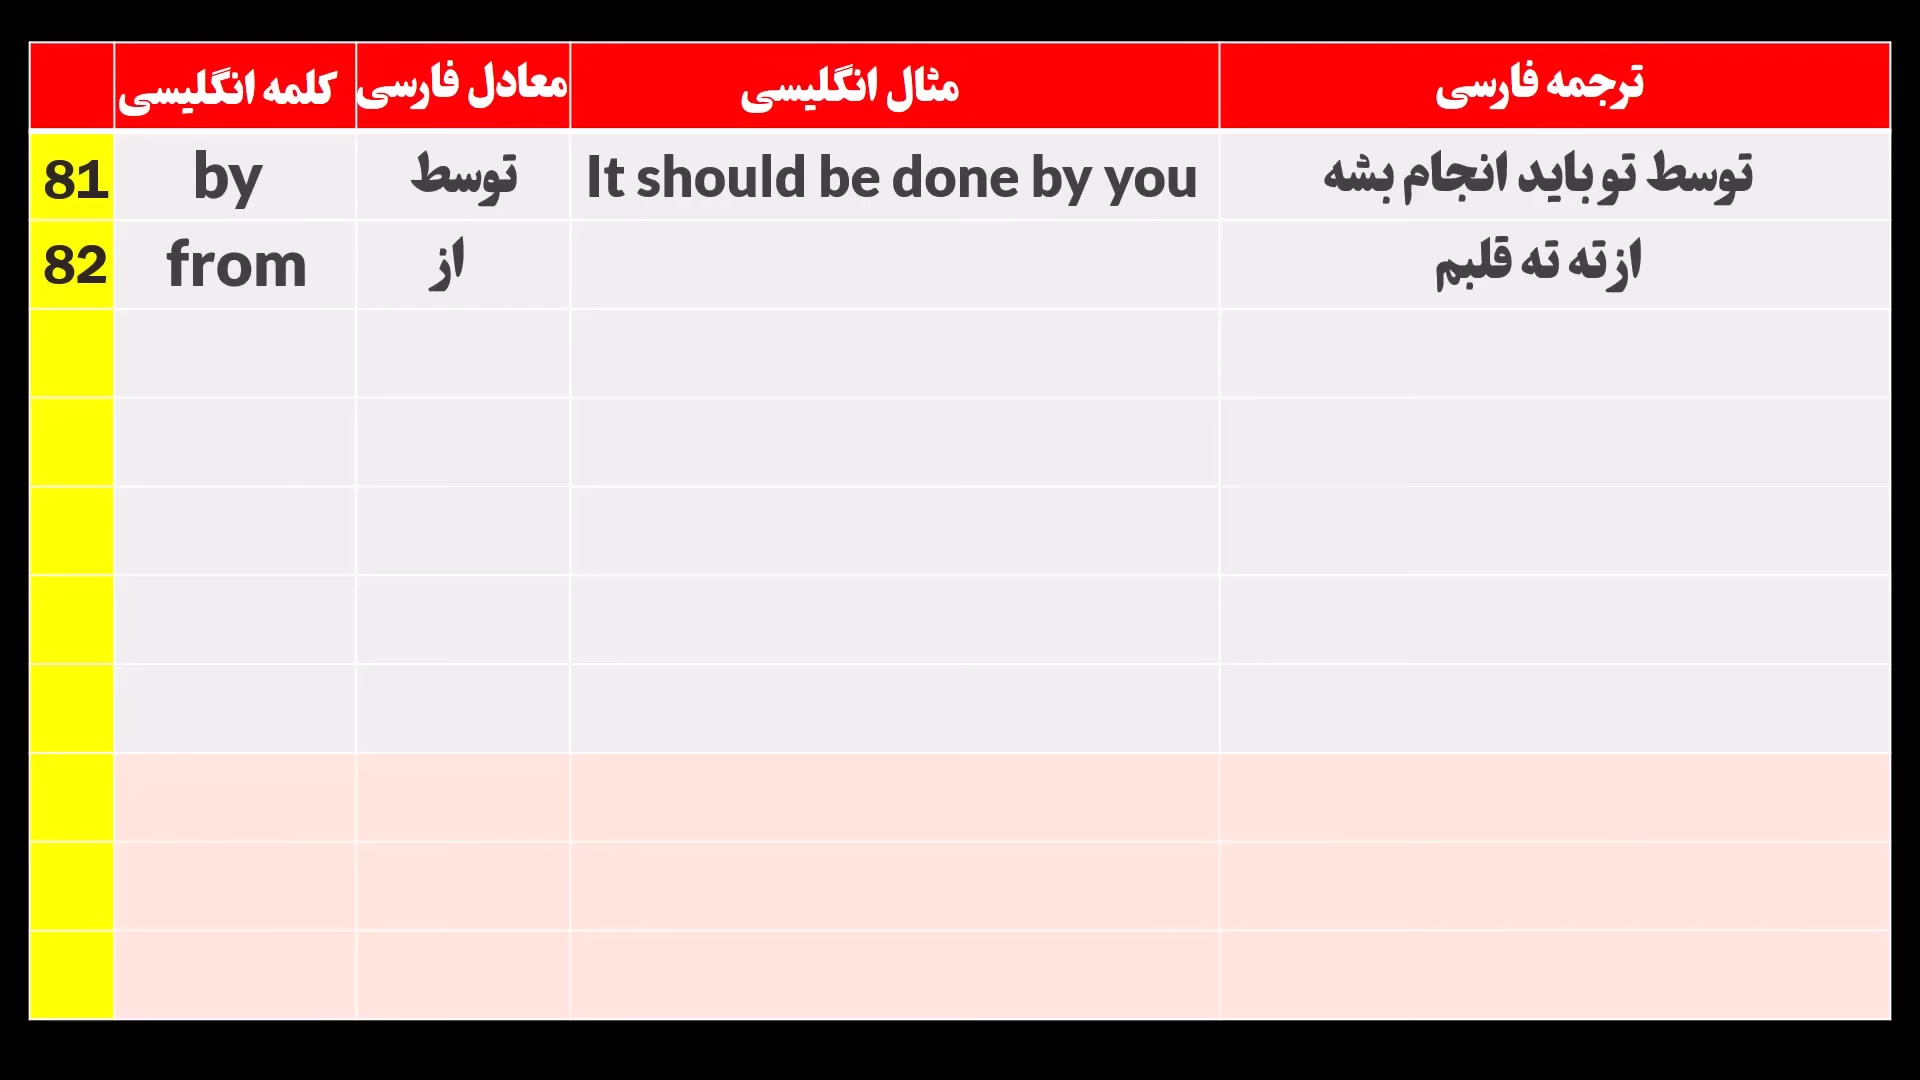 کلمه انگلیسی معادل فارسی مثال انگلیسی ترجمه فارسی
81 by توسط It should be done by you توسط تو باید انجام بشه
82 from از از ته ته قلبم